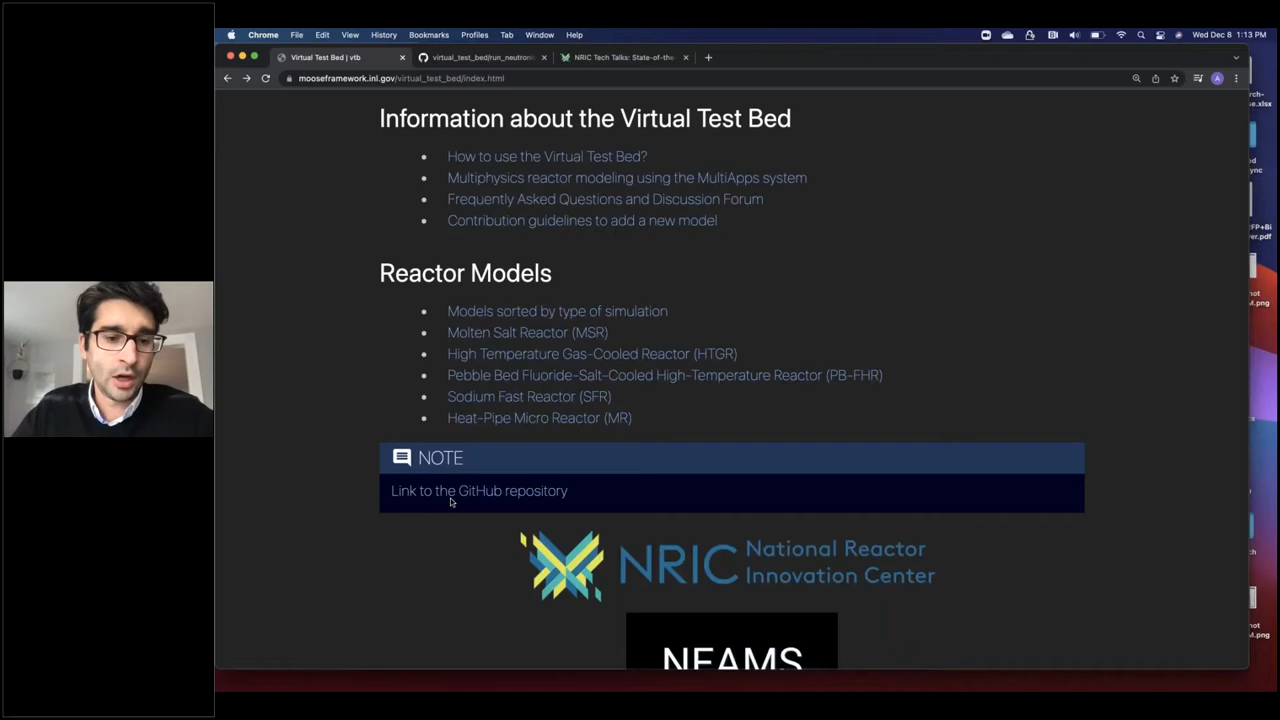 Chrome File Edit View History Bookmarks Profiles Tab Window Help
Wed Dec 8 1:13 PM
Virtual Test Bed | vtb
virtual_test_bed/run_neutroni
NRIC Tech Talks: State-of-the-
mooseframework.inl.gov/virtual_test_bed/index.html
A
Information about the Virtual Test Bed
How to use the Virtual Test Bed?
Multiphysics reactor modeling using the MultiApps system
Frequently Asked Questions and Discussion Forum
Contribution guidelines to add a new model
Reactor Models
Models sorted by type of simulation
Molten Salt Reactor (MSR)
High Temperature Gas-Cooled Reactor (HTGR)
Pebble Bed Fluoride-Salt-Cooled High-Temperature Reactor (PB-FHR)
Sodium Fast Reactor (SFR)
Heat-Pipe Micro Reactor (MR)
NOTE
Link to the GitHub repository
NRIC National Reactor
Innovation Center
NEAMS